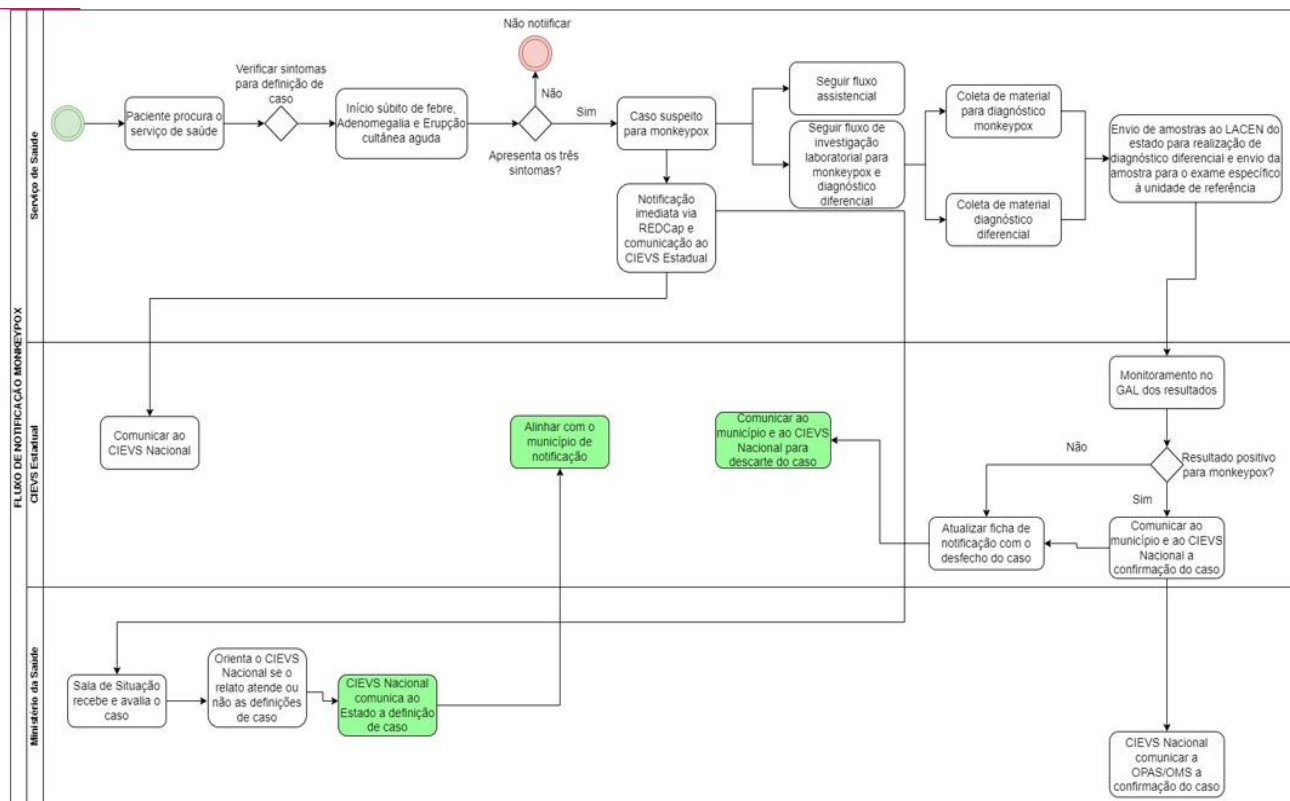 FLUXO DE NOTIFICAÇÃO MONKEYPOX
Serviço de Saúde
Paciente procura o
serviço de saúde
Verificar sintomas
para definição de
caso
Início súbito de febre,
Adenomegalia e Erupção
cultânea aguda
Não notiificar
Não
Sim
Apresenta os três
sintomas?
Caso suspeito
para monkeypox
Notificação
imediata via
REDCap e
comunicação ao
CIEVS Estadual
Seguir fluxo
assistencial
Seguir fluxo de
investigação
laboratorial para
monkeypox e
diagnóstico
diferencial
Coleta de material
para diagnóstico
monkeypox
Coleta de material
diagnóstico
diferencial
Envio de amostras ao LACEN do
estado para realização de
diagnóstico diferencial e envio da
amostra para o exame específico
à unidade de referência
CIEVS Estadual
Comunicar ao
CIEVS Nacional
Alinhar com o
município de
notificação
Comunicar ao
município e ao CIEVS
Nacional para
descarte do caso
Monitoramento no
GAL dos resultados
Não
Resultado positivo
para monkeypox?
Sim
Atualizar ficha de
notificação com o
desfecho do caso
Comunicar ao
município e ao CIEVS
Nacional a
confirmação do caso
Ministério da Saúde
Sala de Situação
recebe e avalia o
caso
Orienta o CIEVS
Nacional se o
relato atende ou
não as definições
de caso
CIEVS Nacional
comunica ao
Estado a definição
de caso
CIEVS Nacional
comunicar a
OPAS/OMS a
confirmação do caso